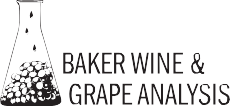 BAKER WINE &
GRAPE ANALYSIS